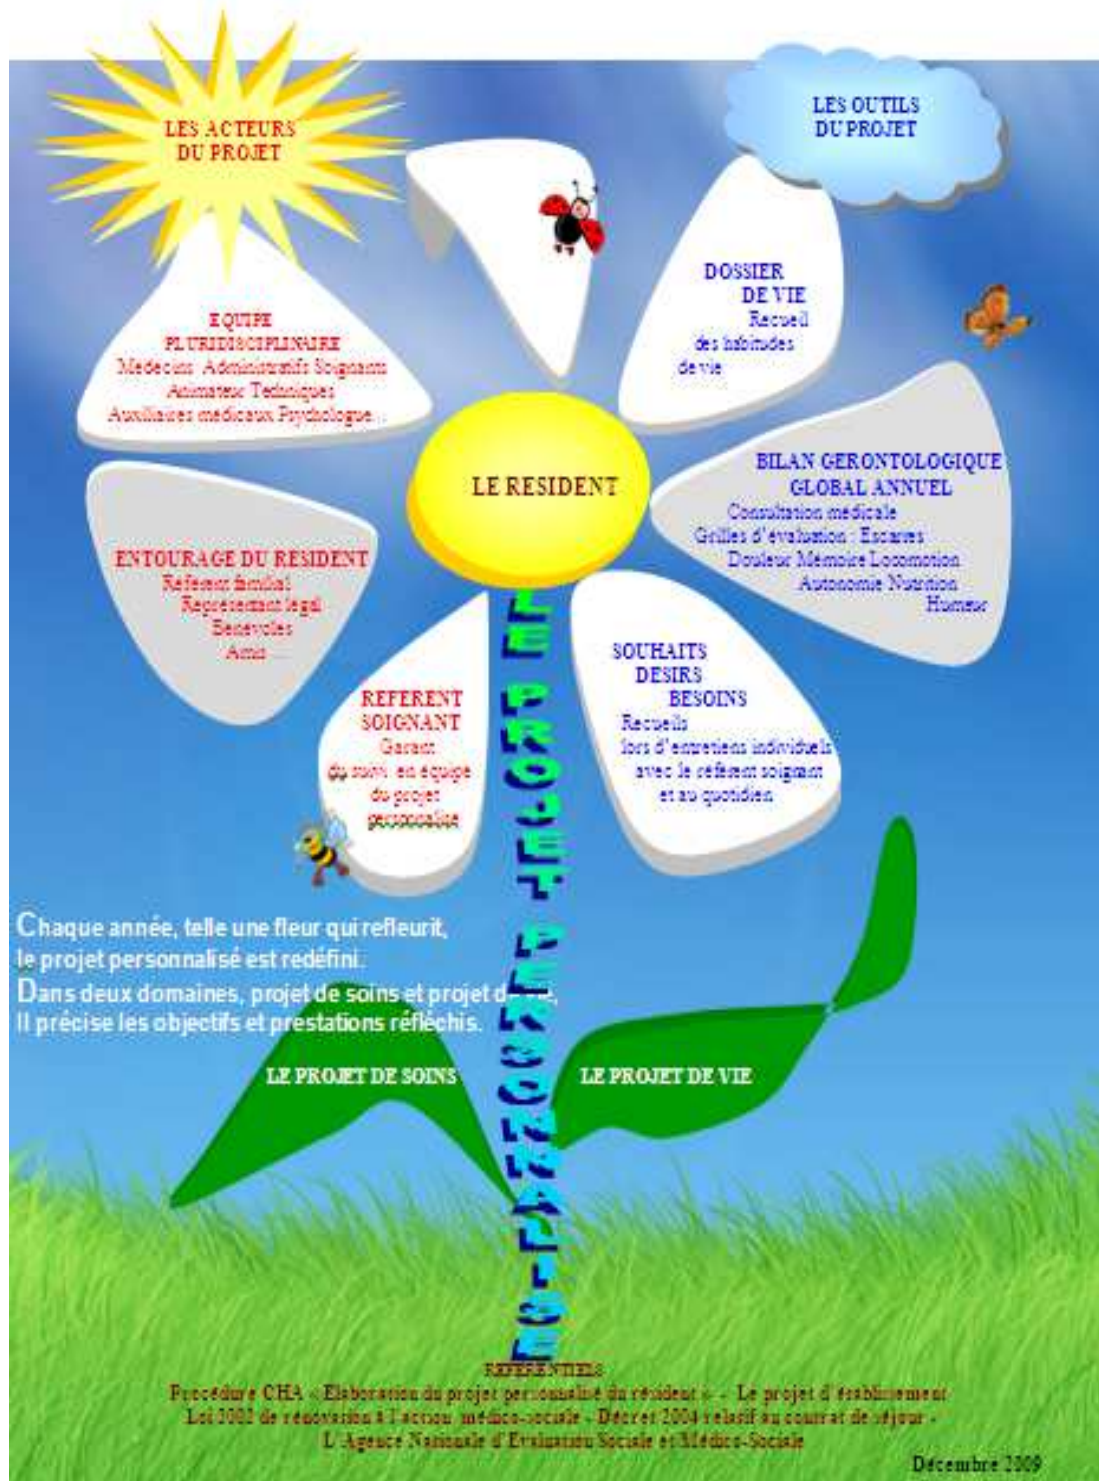 LES ACTEURS
DU PROJET
LES OUTILS
DU PROJET
EQUIPE
PLURIDISCIPLINAIRE
Médecins Administratifs Soignants
Animateur Techniques
Auxiliaires médicaux Psychologue...
DOSSIER
DE VIE
Recueil
des habitudes
de vie
LE RESIDENT
BILAN GERONTOLOGIQUE
GLOBAL ANNUEL
Consultation médicale
Grilles d'évaluation : Escarres
Douleur Mémoire Locomotion
Autonomie Nutrition
Humeur
ENTOURAGE DU RESIDENT
Référent familial
Représentant légal
Bénévoles
Amis ...
REFERENT
SOIGNANT
Garant
du suivi en équipe
du projet
personnalisé
SOUHAITS
DESIRS
BESOINS
Recueils
lors d'entretiens individuels
avec le référent soignant
et au quotidien
LE PROJET PERSONNALISE
Chaque année, telle une fleur qui refleurit,
le projet personnalisé est redéfini.
Dans deux domaines, projet de soins et projet de vie,
Il précise les objectifs et prestations réfléchis.
LE PROJET DE SOINS
LE PROJET DE VIE
REFERENTIELS
Procédure CHA « Elaboration du projet personnalisé du résident » - Le projet d'établissement
Loi 2002 de rénovation à l'action médico-sociale - Décret 2004 relatif au contrat de séjour -
L'Agence Nationale d'Evaluation Sociale et Médico-Sociale
Décembre 2009